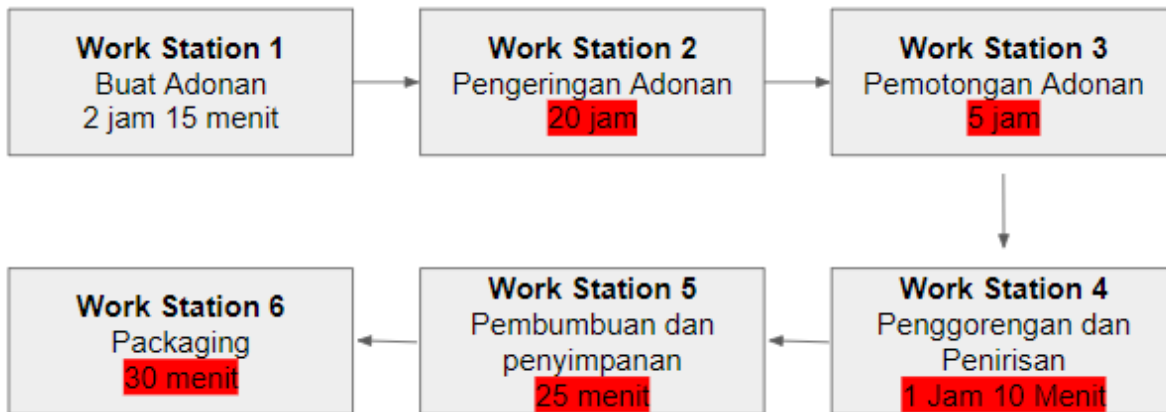 Work Station 1
Buat Adonan
2 jam 15 menit
Work Station 2
Pengeringan Adonan
20 jam
Work Station 3
Pemotongan Adonan
5 jam
Work Station 4
Penggorengan dan
Penirisan
1 Jam 10 Menit
Work Station 5
Pembumbuan dan
penyimpanan
25 menit
Work Station 6
Packaging
30 menit